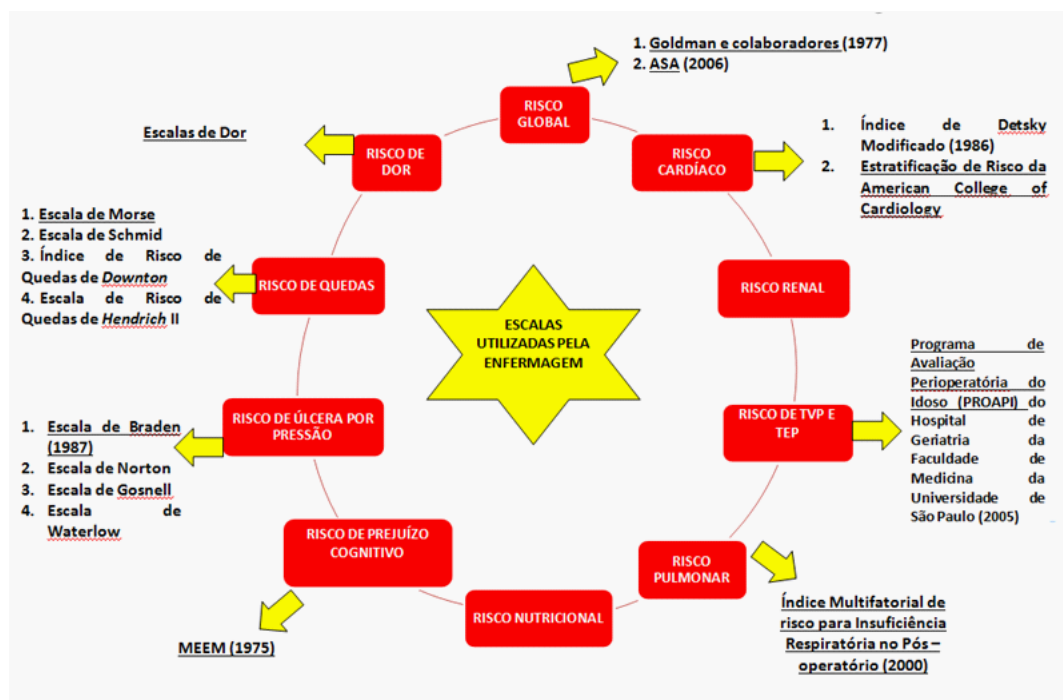 1. Goldman e colaboradores (1977)
2. ASA (2006)
RISCO
GLOBAL
Escalas de Dor
RISCO DE
DOR
RISCO
CARDÍACO
1. Índice de Detsky
Modificado (1986)
2. Estratificação de Risco da
American College of
Cardiology
1. Escala de Morse
2. Escala de Schmid
3. Índice de Risco de
Quedas de Downton
4. Escala de Risco de
Quedas de Hendrich II
RISCO DE QUEDAS
RISCO RENAL
ESCALAS
UTILIZADAS PELA
ENFERMAGEM
Programa de
Avaliação
Perioperatória do
Idoso (PROAPI) do
Hospital de
Geriatria da
Faculdade de
Medicina da
Universidade de
São Paulo (2005)
RISCO DE TVP E
TEP
RISCO DE ÚLCERA POR
PRESSÃO
1. Escala de Braden
(1987)
2. Escala de Norton
3. Escala de Gosnell
4. Escala de
Waterlow
RISCO DE PREJUÍZO
COGNITIVO
RISCO
PULMONAR
RISCO NUTRICIONAL
MEEM (1975)
Índice Multifatorial de
risco para Insuficiência
Respiratória no Pós –
operatório (2000)